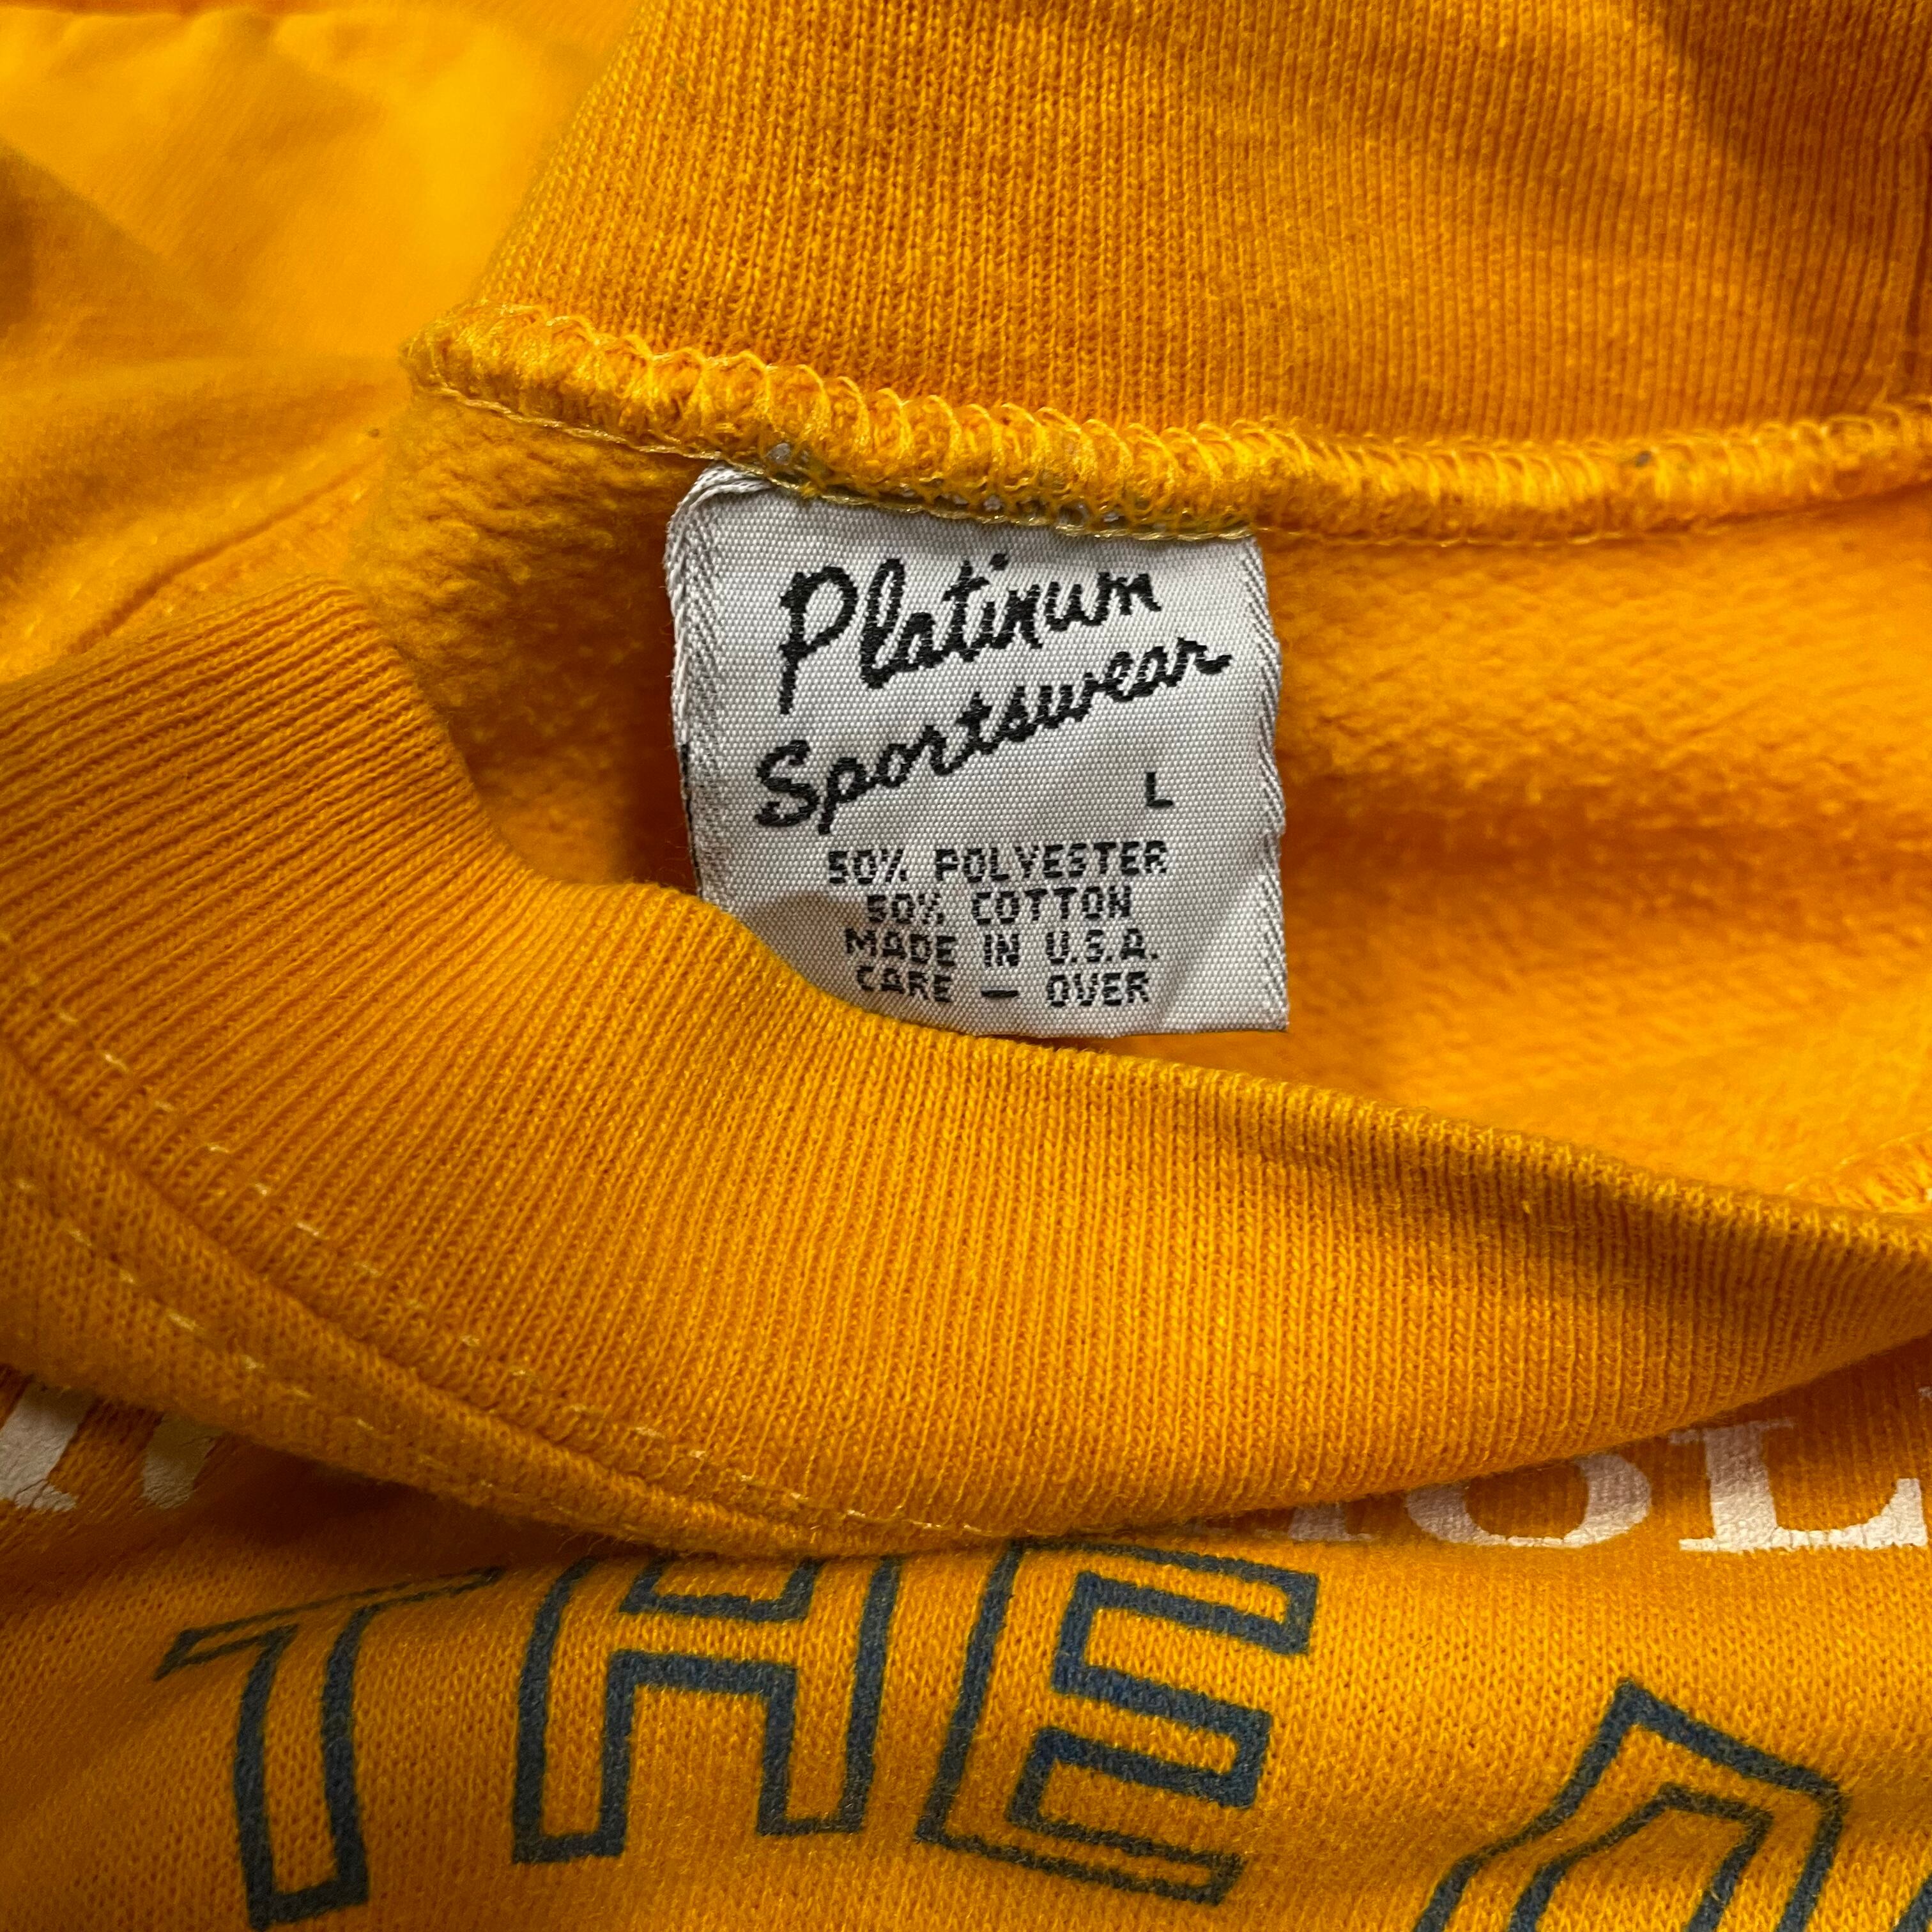 Platinum
Sportswear
L
50% POLYESTER
50% COTTON
MADE IN U.S.A.
CARE — OVER
THE